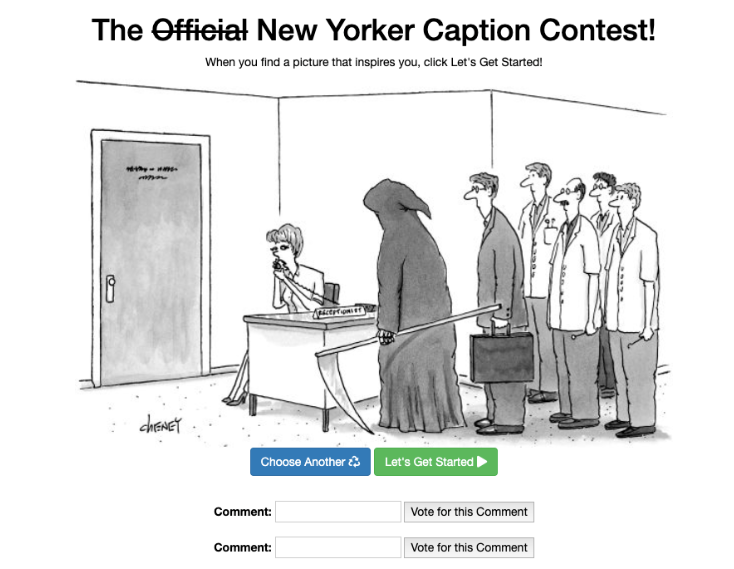 The Official New Yorker Caption Contest!
When you find a picture that inspires you, click Let's Get Started!
RECEPTIONIST
CHENEY
Choose Another Let's Get Started
Comment: Vote for this Comment
Comment: Vote for this Comment